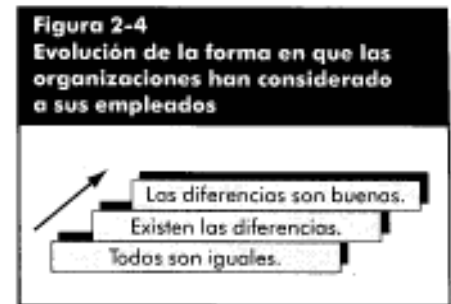 Figura 2-4
Evolución de la forma en que las
organizaciones han considerado
a sus empleados
Las diferencias son buenas.
Existen las diferencias.
Todos son iguales.